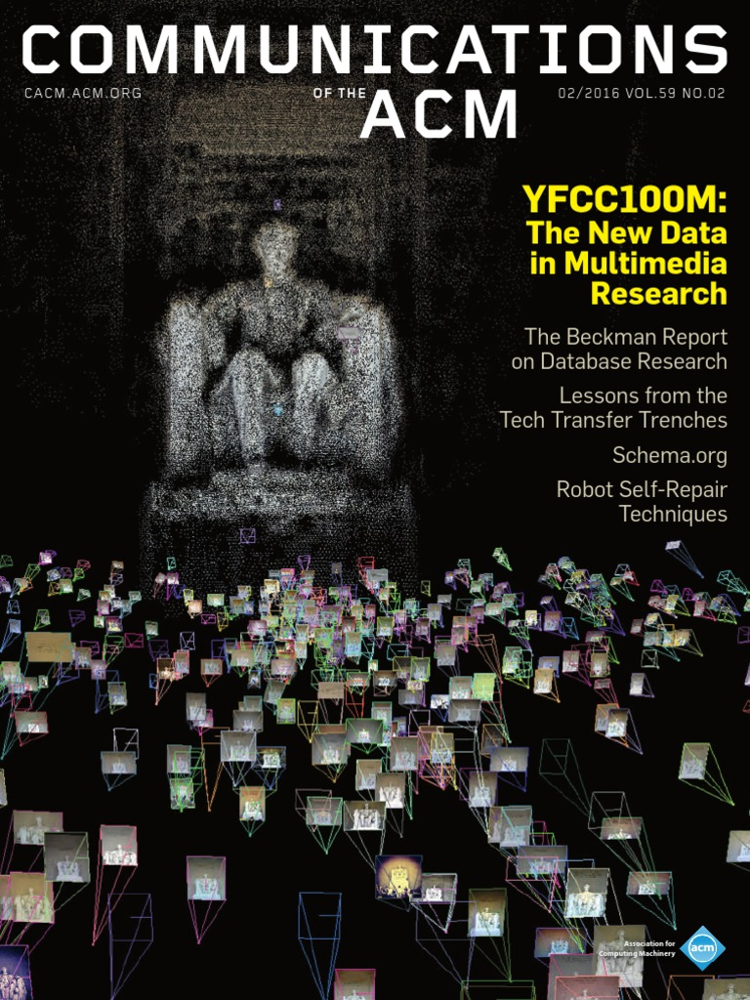 COMMUNICATIONS
CACM.ACM.ORG
OF THE
ACM
02/2016 VOL.59 NO.02
YFCC100M:
The New Data
in Multimedia
Research
The Beckman Report
on Database Research
Lessons from the
Tech Transfer Trenches
Schema.org
Robot Self-Repair
Techniques
Association for
Computing Machinery
acm